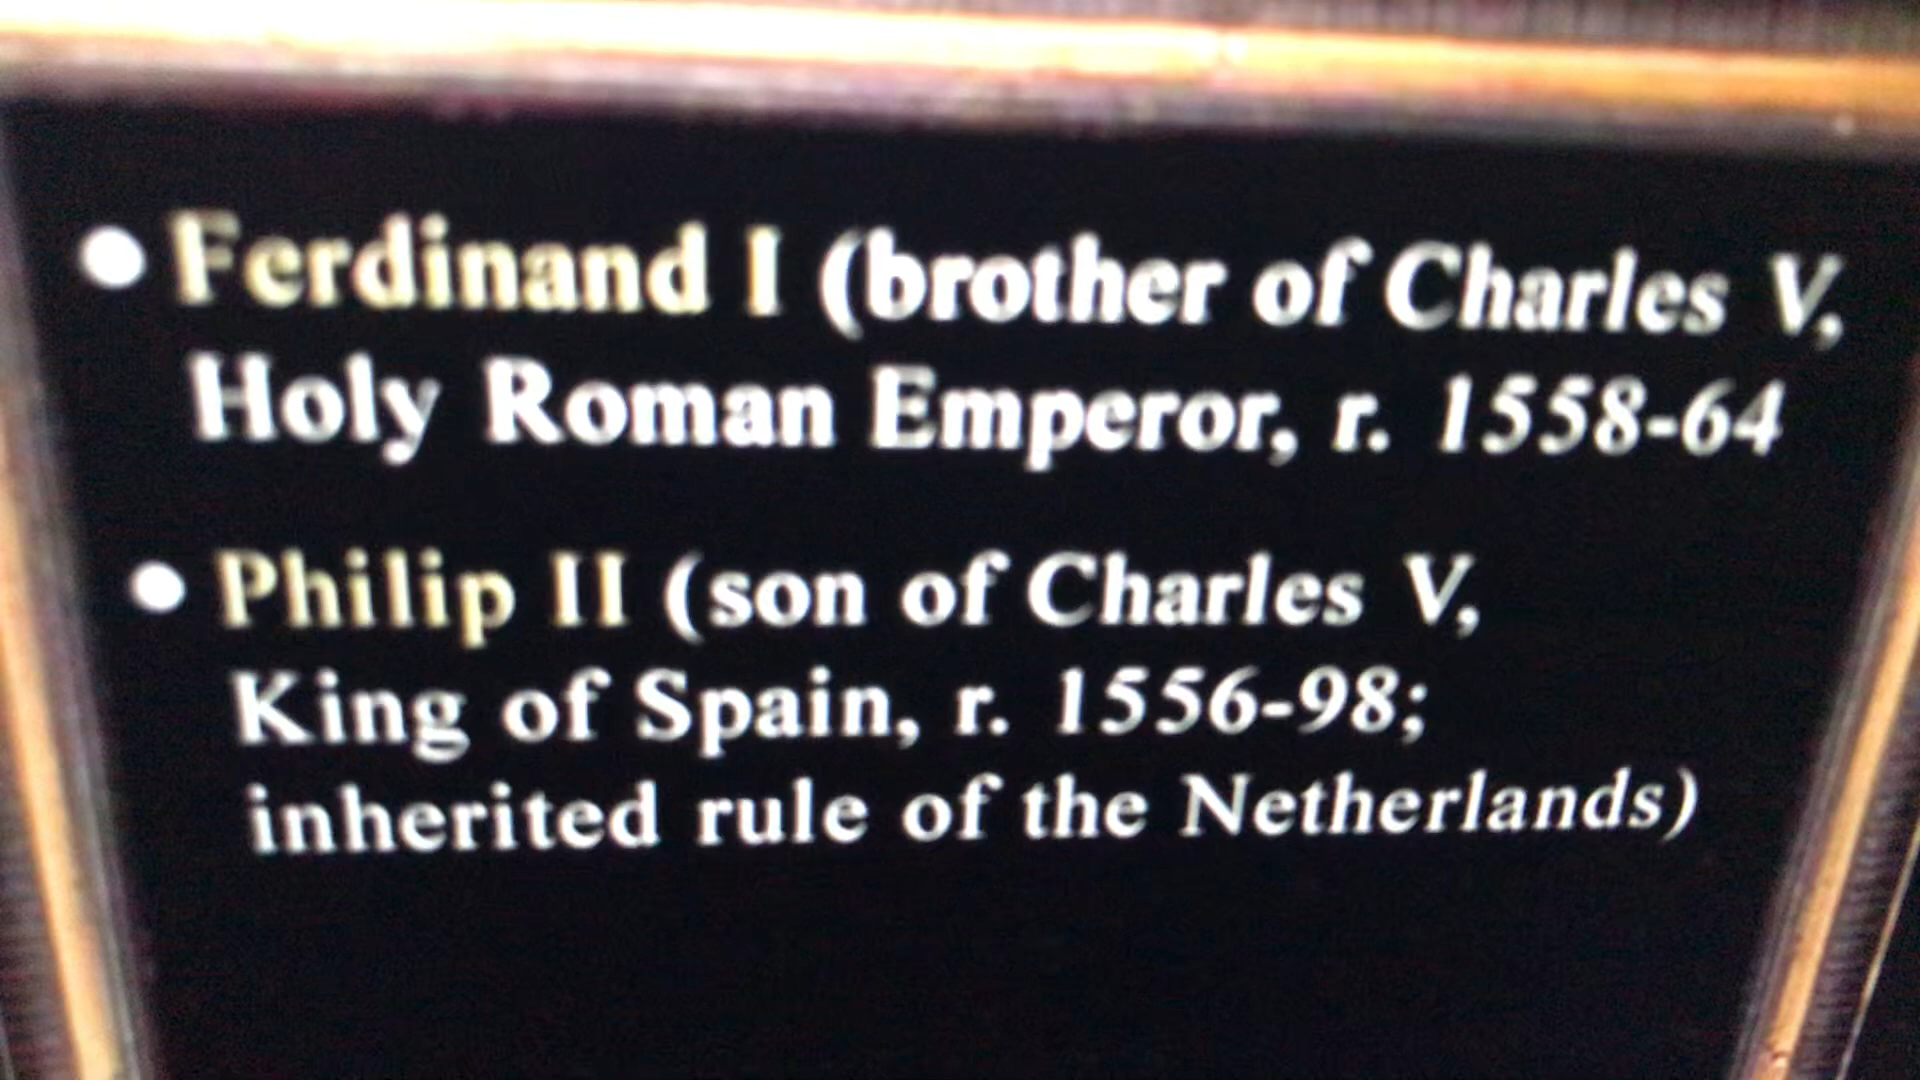 • Ferdinand I (brother of Charles V,
Holy Roman Emperor, r. 1558-64
• Philip II (son of Charles V,
King of Spain, r. 1556-98;
inherited rule of the Netherlands)